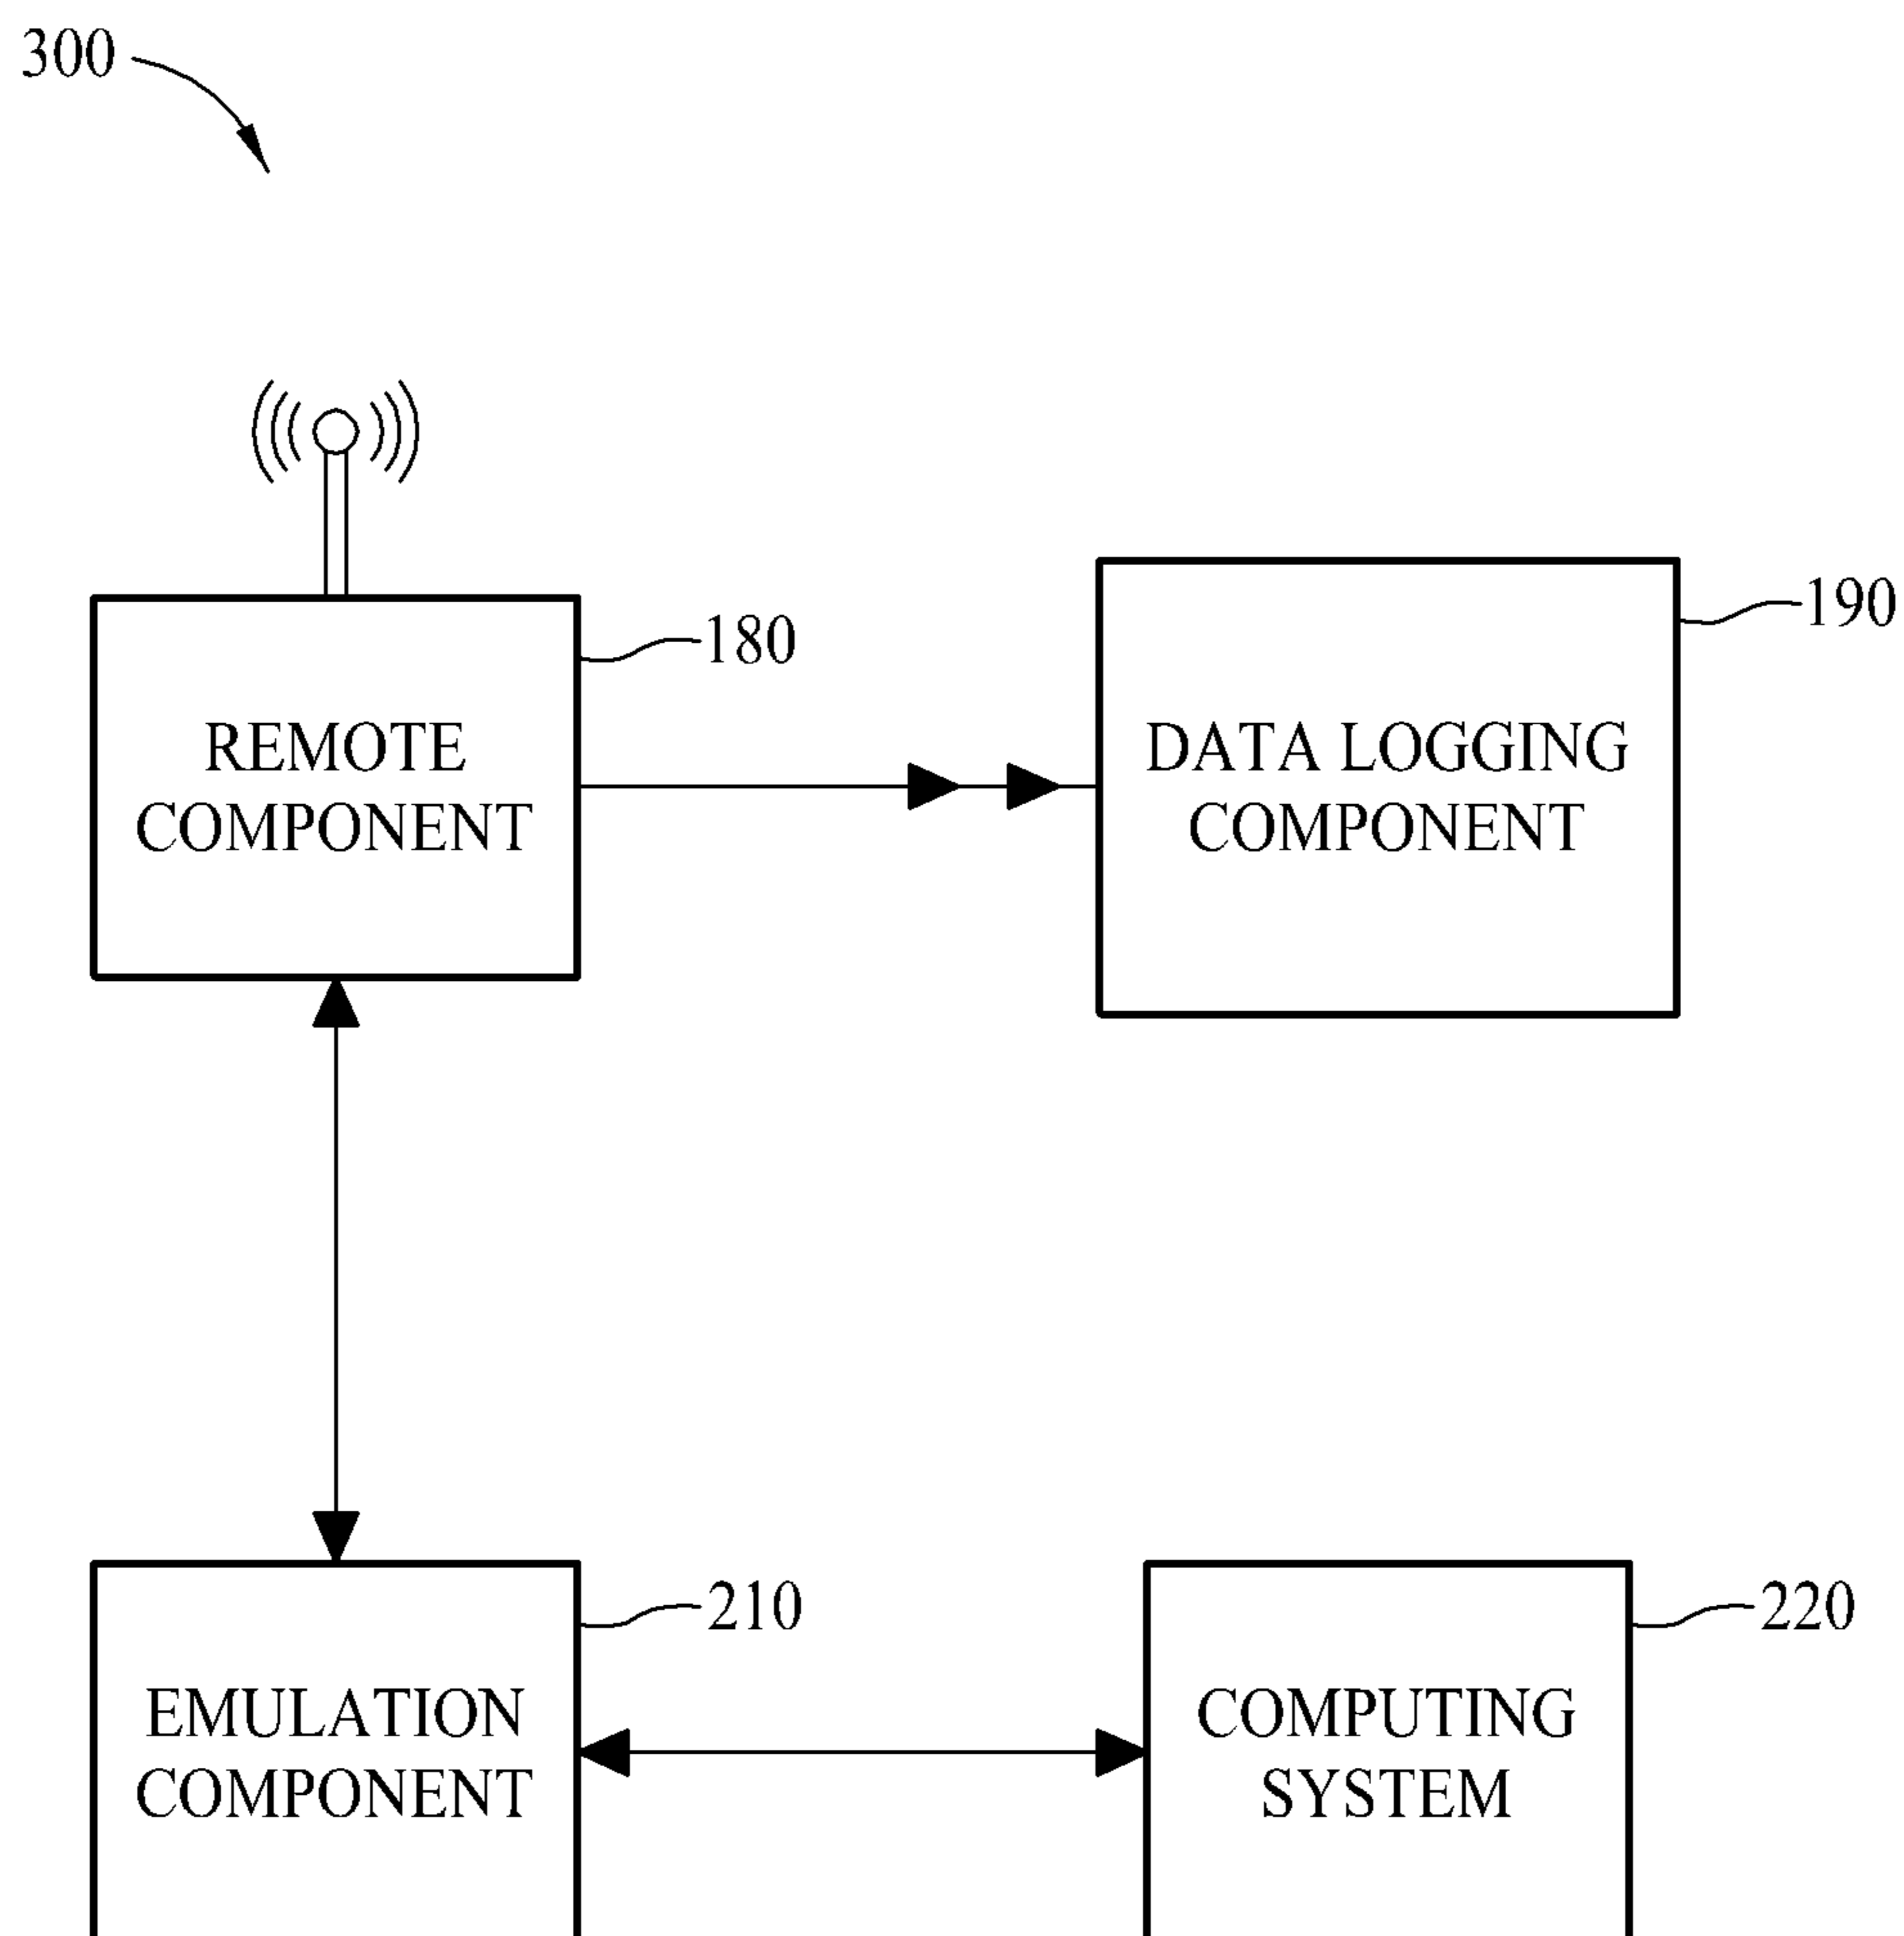 300
180
190
REMOTE
COMPONENT
DATA LOGGING
COMPONENT
210
220
EMULATION
COMPONENT
COMPUTING
SYSTEM